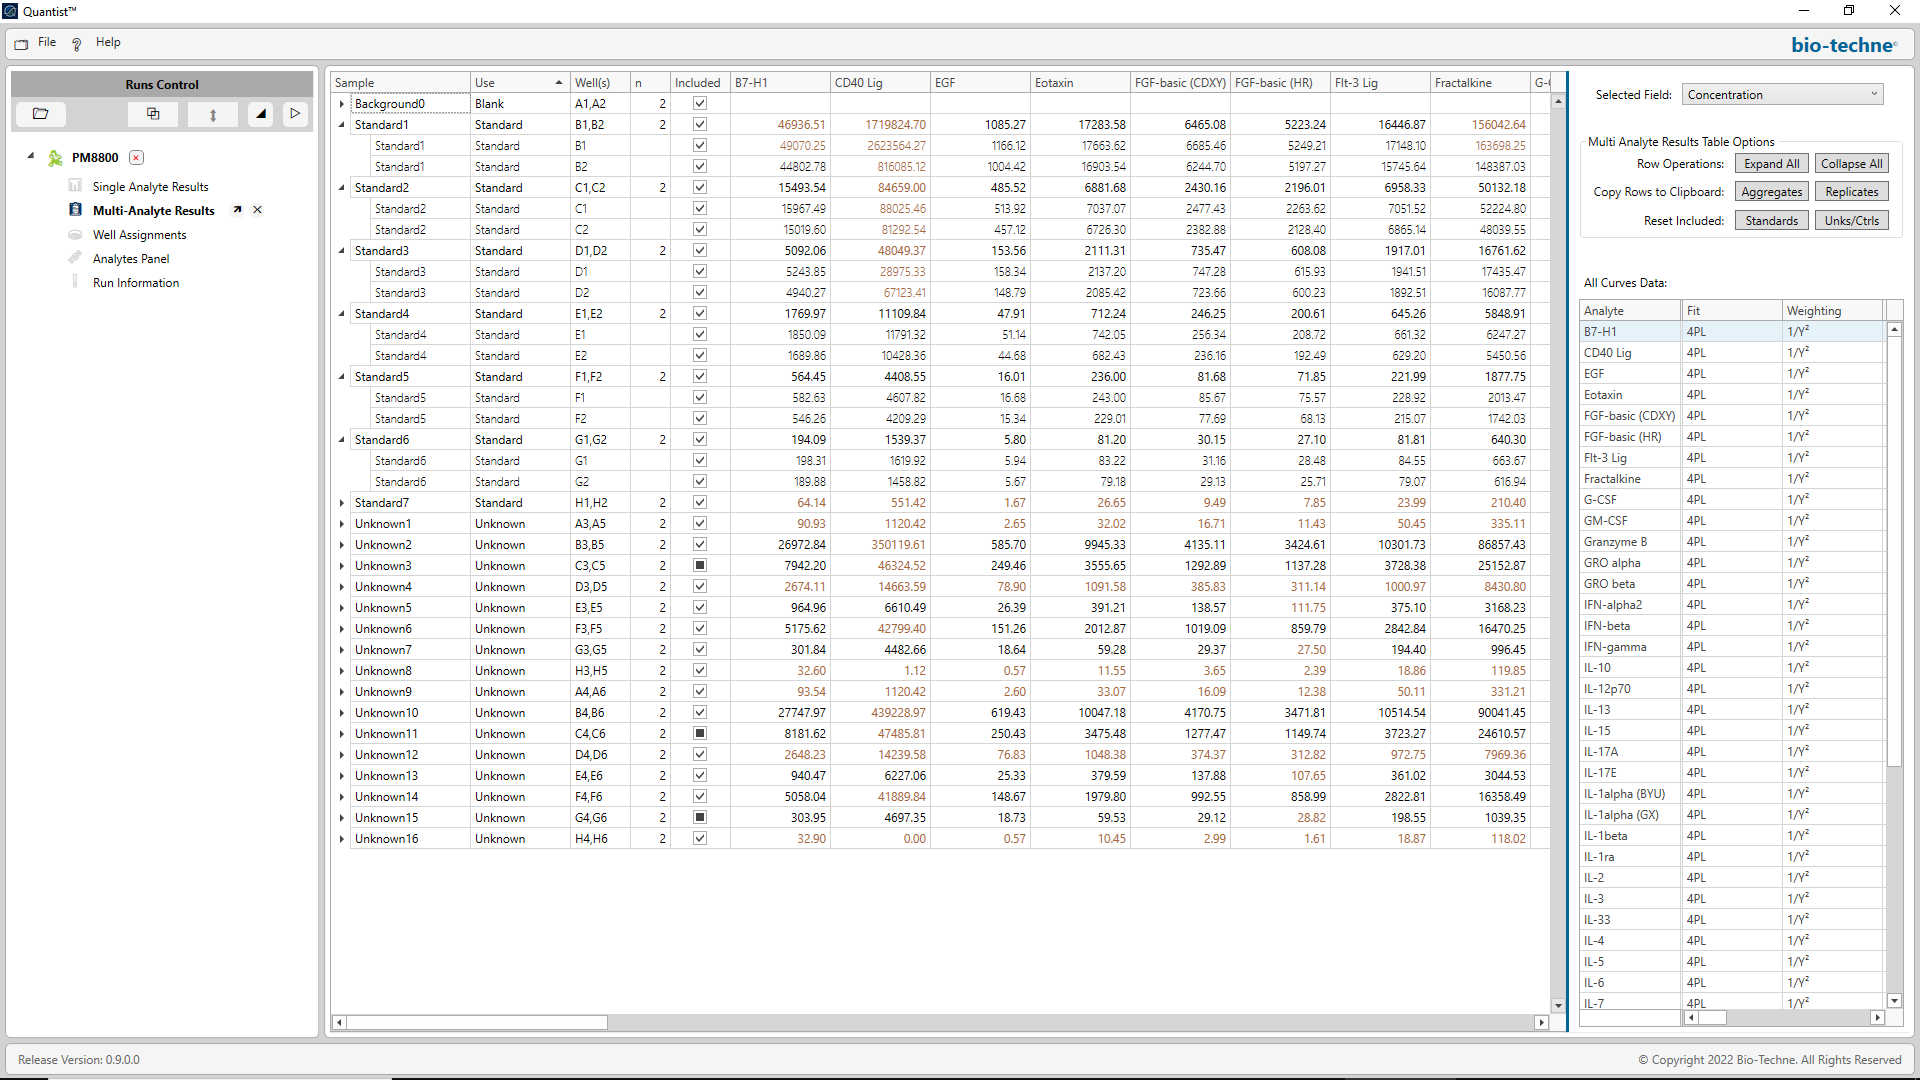 Quantist™
File ? Help
bio-techne®
Runs Control
PM8800
Single Analyte Results
Multi-Analyte Results
Well Assignments
Analytes Panel
Run Information
Sample Use Well(s) n Included B7-H1 CD40 Lig EGF Eotaxin FGF-basic (CDXY) FGF-basic (HR) Flt-3 Lig Fractalkine G-C
Background0 Blank A1,A2 2
Standard1 Standard B1,B2 2 46936.51 1719824.70 1085.27 17283.58 6465.08 5223.24 16446.87 156042.64
Standard1 Standard B1 49070.25 2623564.27 1166.12 17663.62 6685.46 5249.21 17148.10 163698.25
Standard1 Standard B2 44802.78 816085.12 1004.42 16903.54 6244.70 5197.27 15745.64 148387.03
Standard2 Standard C1,C2 2 15493.54 84659.00 485.52 6881.68 2430.16 2196.01 6958.33 50132.18
Standard2 Standard C1 15967.49 88025.46 513.92 7037.07 2477.43 2263.62 7051.52 52224.80
Standard2 Standard C2 15019.60 81292.54 457.12 6726.30 2382.88 2128.40 6865.14 48039.55
Standard3 Standard D1,D2 2 5092.06 48049.37 153.56 2111.31 735.47 608.08 1917.01 16761.62
Standard3 Standard D1 5243.85 28975.33 158.34 2137.20 747.28 615.93 1941.51 17435.47
Standard3 Standard D2 4940.27 67123.41 148.79 2085.42 723.66 600.23 1892.51 16087.77
Standard4 Standard E1,E2 2 1769.97 11109.84 47.91 712.24 246.25 200.61 645.26 5848.91
Standard4 Standard E1 1850.09 11791.32 51.14 742.05 256.34 208.72 661.32 6247.27
Standard4 Standard E2 1689.86 10428.36 44.68 682.43 236.16 192.49 629.20 5450.56
Standard5 Standard F1,F2 2 564.45 4408.55 16.01 236.00 81.68 71.85 221.99 1877.75
Standard5 Standard F1 582.63 4607.82 16.68 243.00 85.67 75.57 228.92 2013.47
Standard5 Standard F2 546.26 4209.29 15.34 229.01 77.69 68.13 215.07 1742.03
Standard6 Standard G1,G2 2 194.09 1539.37 5.80 81.20 30.15 27.10 81.81 640.30
Standard6 Standard G1 198.31 1619.92 5.94 83.22 31.16 28.48 84.55 663.67
Standard6 Standard G2 189.88 1458.82 5.67 79.18 29.13 25.71 79.07 616.94
Standard7 Standard H1,H2 2 64.14 551.42 1.67 26.65 9.49 7.85 23.99 210.40
Unknown1 Unknown A3,A5 2 90.93 1120.42 2.65 32.02 16.71 11.43 50.45 335.11
Unknown2 Unknown B3,B5 2 26972.84 350119.61 585.70 9945.33 4135.11 3424.61 10301.73 86857.43
Unknown3 Unknown C3,C5 2 7942.20 46324.52 249.46 3555.65 1292.89 1137.28 3728.38 25152.87
Unknown4 Unknown D3,D5 2 2674.11 14663.59 78.90 1091.58 385.83 311.14 1000.97 8430.80
Unknown5 Unknown E3,E5 2 964.96 6610.49 26.39 391.21 138.57 111.75 375.10 3168.23
Unknown6 Unknown F3,F5 2 5175.62 42799.40 151.26 2012.87 1019.09 859.79 2842.84 16470.25
Unknown7 Unknown G3,G5 2 301.84 4482.66 18.64 59.28 29.37 27.50 194.40 996.45
Unknown8 Unknown H3,H5 2 32.60 1.12 0.57 11.55 3.65 2.39 18.86 119.85
Unknown9 Unknown A4,A6 2 93.54 1120.42 2.60 33.07 16.09 12.38 50.11 331.21
Unknown10 Unknown B4,B6 2 27747.97 439228.97 619.43 10047.18 4170.75 3471.81 10514.54 90041.45
Unknown11 Unknown C4,C6 2 8181.62 47485.81 250.43 3475.48 1277.47 1149.74 3723.27 24610.57
Unknown12 Unknown D4,D6 2 2648.23 14239.58 76.83 1048.38 374.37 312.82 972.75 7969.36
Unknown13 Unknown E4,E6 2 940.47 6227.06 25.33 379.59 137.88 107.65 361.02 3044.53
Unknown14 Unknown F4,F6 2 5058.04 41889.84 148.67 1979.80 992.55 858.99 2822.81 16358.49
Unknown15 Unknown G4,G6 2 303.95 4697.35 18.73 59.53 29.12 28.82 198.55 1039.35
Unknown16 Unknown H4,H6 2 32.90 0.00 0.57 10.45 2.99 1.61 18.87 118.02
Selected Field: Concentration
Multi Analyte Results Table Options
Row Operations: Expand All Collapse All
Copy Rows to Clipboard: Aggregates Replicates
Reset Included: Standards Unks/Ctrls
All Curves Data:
Analyte Fit Weighting
B7-H1 4PL 1/Y²
CD40 Lig 4PL 1/Y²
EGF 4PL 1/Y²
Eotaxin 4PL 1/Y²
FGF-basic (CDXY) 4PL 1/Y²
FGF-basic (HR) 4PL 1/Y²
Flt-3 Lig 4PL 1/Y²
Fractalkine 4PL 1/Y²
G-CSF 4PL 1/Y²
GM-CSF 4PL 1/Y²
Granzyme B 4PL 1/Y²
GRO alpha 4PL 1/Y²
GRO beta 4PL 1/Y²
IFN-alpha2 4PL 1/Y²
IFN-beta 4PL 1/Y²
IFN-gamma 4PL 1/Y²
IL-10 4PL 1/Y²
IL-12p70 4PL 1/Y²
IL-13 4PL 1/Y²
IL-15 4PL 1/Y²
IL-17A 4PL 1/Y²
IL-17E 4PL 1/Y²
IL-1alpha (BYU) 4PL 1/Y²
IL-1alpha (GX) 4PL 1/Y²
IL-1beta 4PL 1/Y²
IL-1ra 4PL 1/Y²
IL-2 4PL 1/Y²
IL-3 4PL 1/Y²
IL-33 4PL 1/Y²
IL-4 4PL 1/Y²
IL-5 4PL 1/Y²
IL-6 4PL 1/Y²
IL-7 4PL 1/Y²
Release Version: 0.9.0.0
© Copyright 2022 Bio-Techne. All Rights Reserved